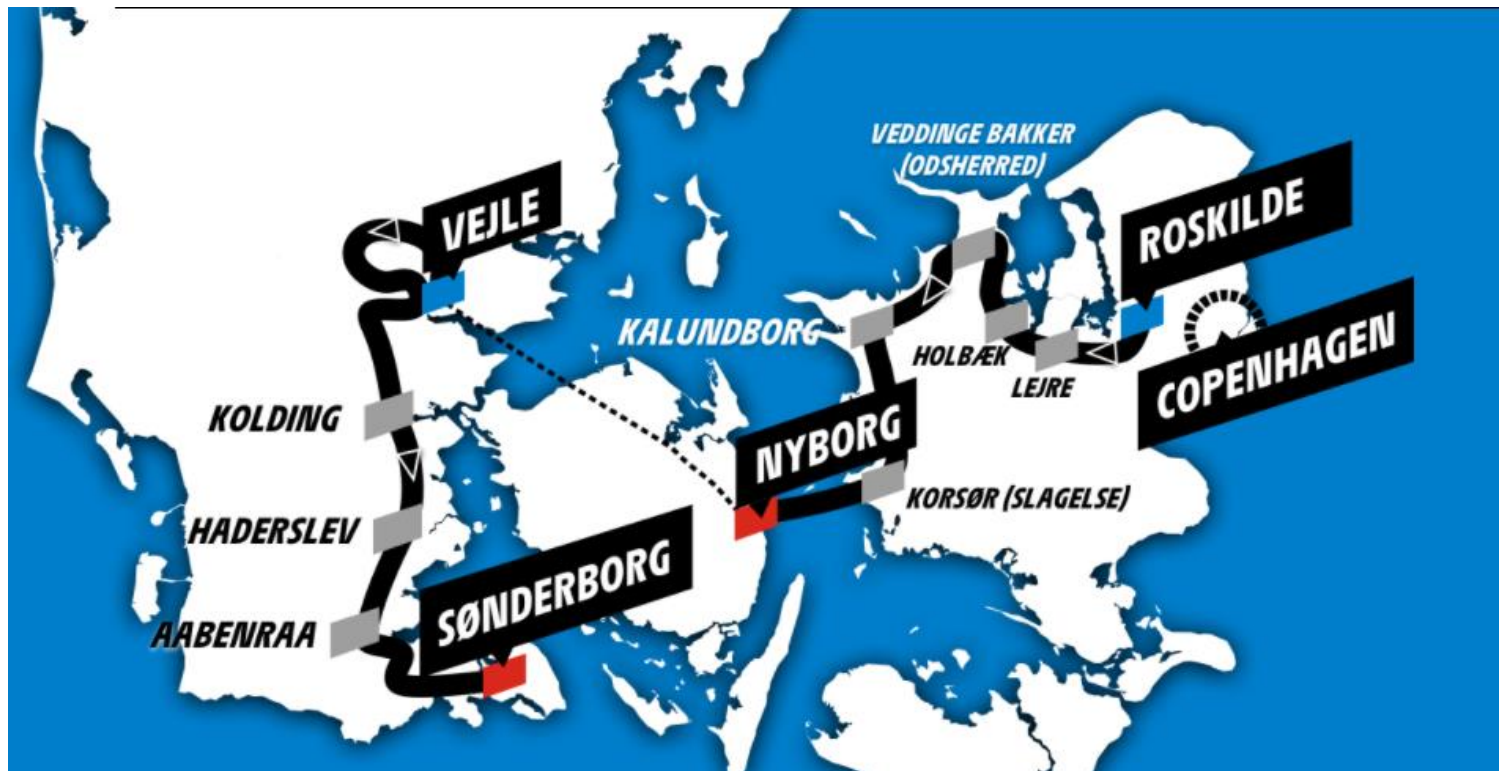 VEDDINGE BAKKER
(ODSHERRED)
VEJLE
ROSKILDE
KALUNDBORG
HOLBÆK
LEJRE
COPENHAGEN
KOLDING
NYBORG
KORSØR (SLAGELSE)
HADERSLEV
SØNDERBORG
AABENRAA